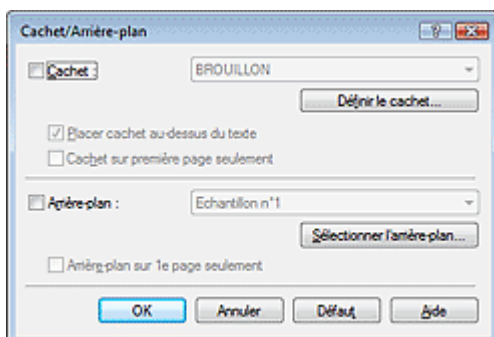 Cachet/Arrière-plan
Cachet : BROUILLON
Définir le cachet...
Placer cachet au-dessus du texte
Cachet sur première page seulement
Arrière-plan : Echantillon n°1
Sélectionner l'arrière-plan...
Arrière-plan sur 1e page seulement
OK Annuler Défaut Aide